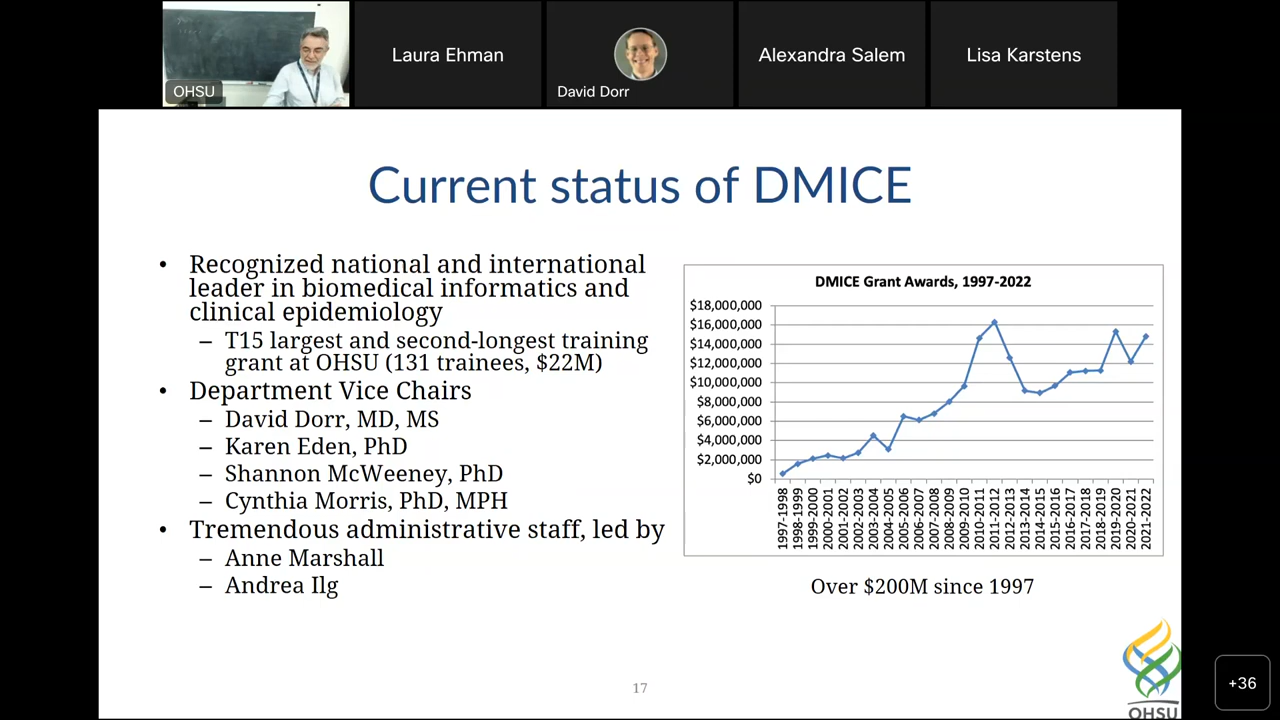 OHSU
Laura Ehman
David Dorr
Alexandra Salem
Lisa Karstens
Current status of DMICE
• Recognized national and international
leader in biomedical informatics and
clinical epidemiology
– T15 largest and second-longest training
grant at OHSU (131 trainees, $22M)
• Department Vice Chairs
– David Dorr, MD, MS
– Karen Eden, PhD
– Shannon McWeeney, PhD
– Cynthia Morris, PhD, MPH
• Tremendous administrative staff, led by
– Anne Marshall
– Andrea Ilg
DMICE Grant Awards, 1997-2022
$18,000,000
$16,000,000
$14,000,000
$12,000,000
$10,000,000
$8,000,000
$6,000,000
$4,000,000
$2,000,000
$0
1997-1998
1998-1999
1999-2000
2000-2001
2001-2002
2002-2003
2003-2004
2004-2005
2005-2006
2006-2007
2007-2008
2008-2009
2009-2010
2010-2011
2011-2012
2012-2013
2013-2014
2014-2015
2015-2016
2016-2017
2017-2018
2018-2019
2019-2020
2020-2021
2021-2022
Over $200M since 1997
17
OHSU
+36